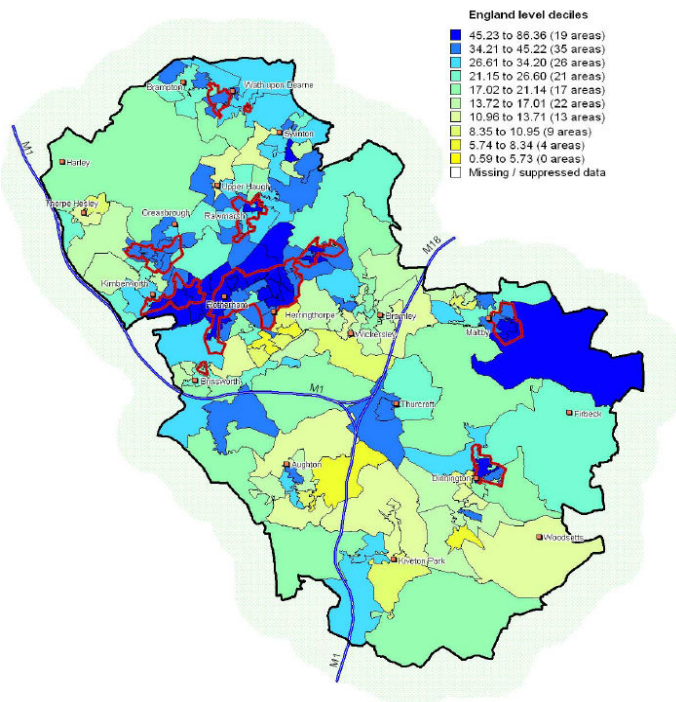 England level deciles
45.23 to 86.36 (19 areas)
34.21 to 45.22 (35 areas)
26.61 to 34.20 (26 areas)
21.15 to 26.60 (21 areas)
17.02 to 21.14 (17 areas)
13.72 to 17.01 (22 areas)
10.96 to 13.71 (13 areas)
8.35 to 10.95 (9 areas)
5.74 to 8.34 (4 areas)
0.59 to 5.73 (0 areas)
Missing / suppressed data
Brampton
Wath upon Dearne
M1
Swinton
Harley
Upper Haugh
Thorpe Hesley
Greasbrough
Rawmarsh
M18
Kimberworth
Rotherham
Herringthorpe
Bramley
Maltby
Wickersley
Brinsworth
M1
Thurcroft
Firbeck
Aughton
Dinnington
Woodsetts
Kiveton Park
M1